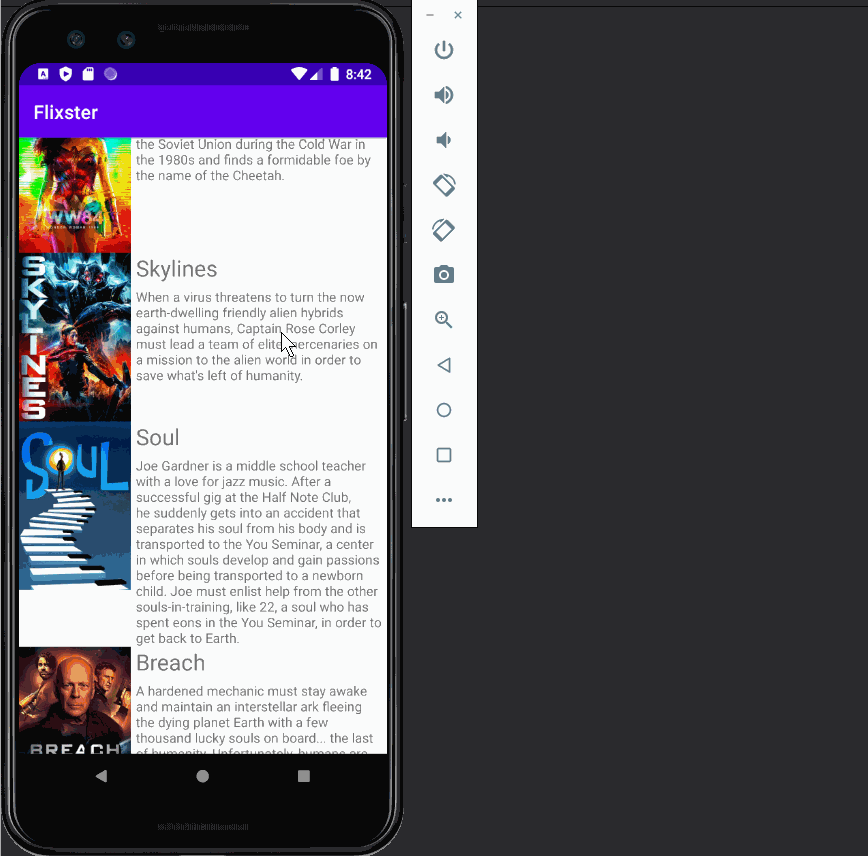 8:42
Flixster
the Soviet Union during the Cold War in
the 1980s and finds a formidable foe by
the name of the Cheetah.
WW84
SKYLINES
Skylines
When a virus threatens to turn the now
earth-dwelling friendly alien hybrids
against humans, Captain Rose Corley
must lead a team of elite mercenaries on
a mission to the alien world in order to
save what's left of humanity.
SOUL
Soul
Joe Gardner is a middle school teacher
with a love for jazz music. After a
successful gig at the Half Note Club,
he suddenly gets into an accident that
separates his soul from his body and is
transported to the You Seminar, a center
in which souls develop and gain passions
before being transported to a newborn
child. Joe must enlist help from the other
souls-in-training, like 22, a soul who has
spent eons in the You Seminar, in order to
get back to Earth.
BREACH
Breach
A hardened mechanic must stay awake
and maintain an interstellar ark fleeing
the dying planet Earth with a few
thousand lucky souls on board... the last
of humanity. Unfortunately, humans are